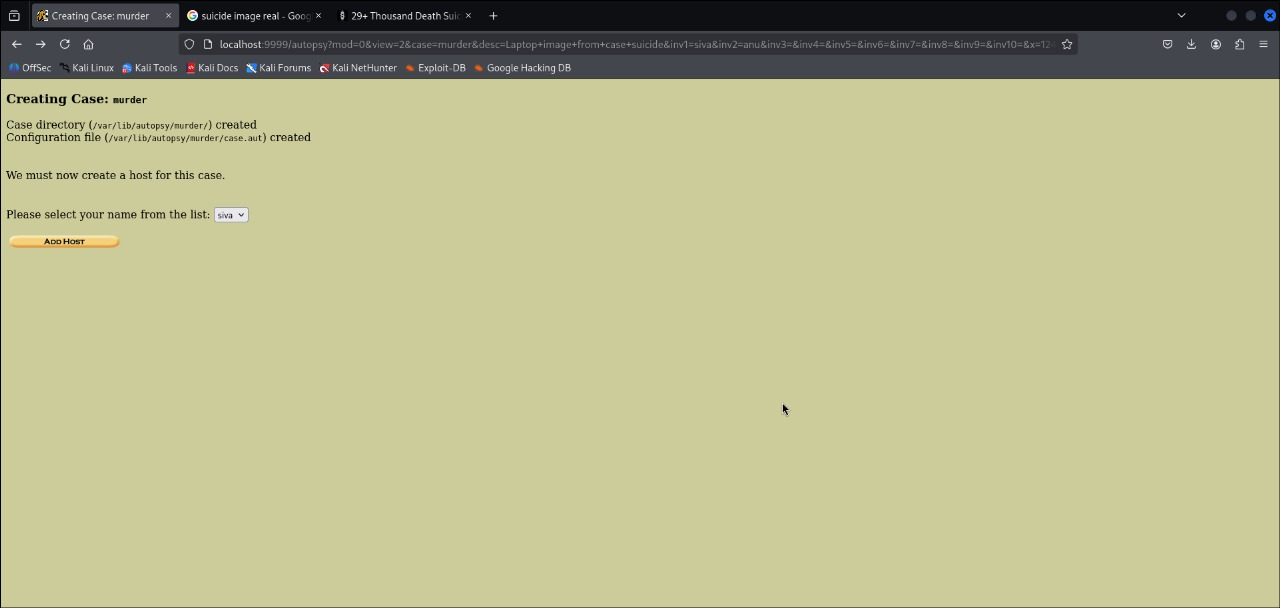 Creating Case: murder
suicide image real - Goog
29+ Thousand Death Suic
localhost:9999/autopsy?mod=0&view=2&case=murder&desc=Laptop+image+from+case+suicide&inv1=siva&inv2=anu&inv3=&inv4=&inv5=&inv6=&inv7=&inv8=&inv9=&inv10=&x=12
OffSec Kali Linux Kali Tools Kali Docs Kali Forums Kali NetHunter Exploit-DB Google Hacking DB
Creating Case: murder
Case directory (/var/lib/autopsy/murder/) created
Configuration file (/var/lib/autopsy/murder/case.aut) created
We must now create a host for this case.
Please select your name from the list: siva
ADD HOST